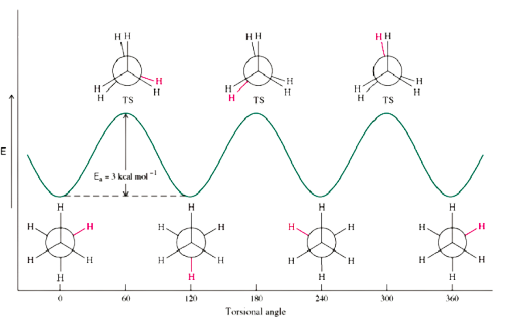 H H H H H H
H H H H H H
H H H H H H
TS TS TS
E
Ea = 3 kcal mol⁻¹
H H H H
H H H H H H H H
H H H H H H H H
H H H H
0 60 120 180 240 300 360
Torsional angle